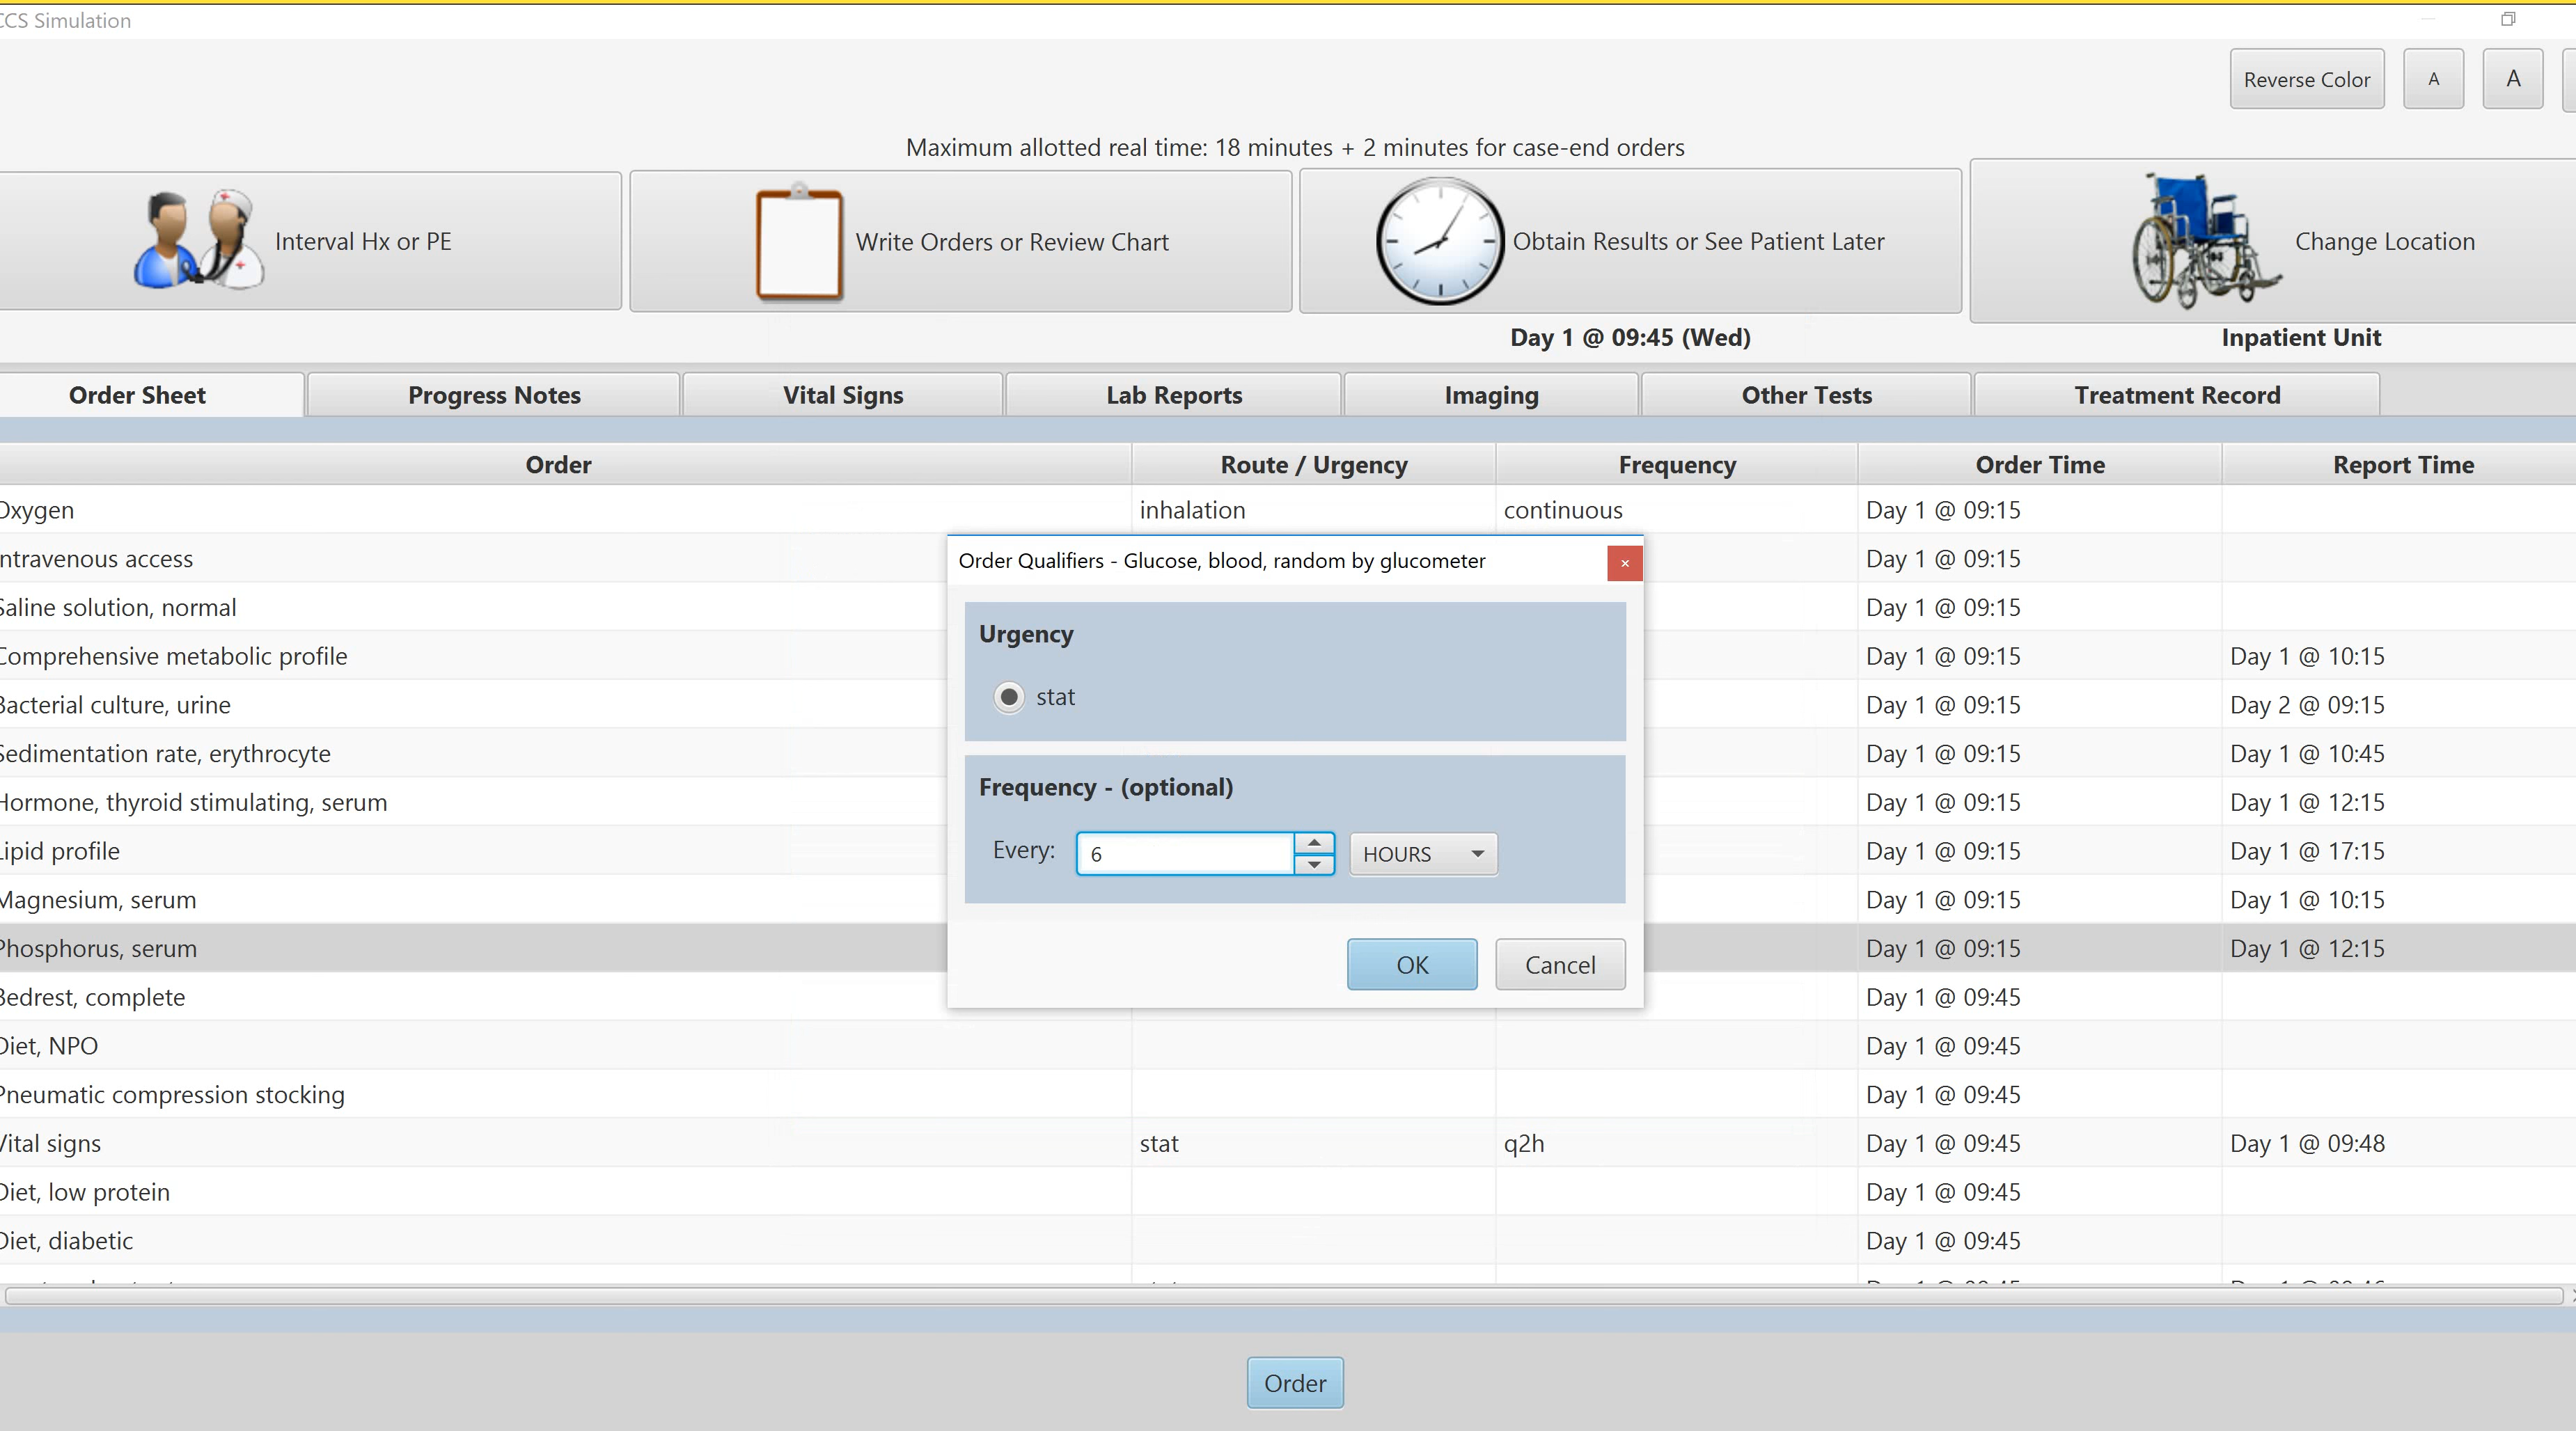 CCS Simulation
Reverse Color
A
A
Maximum allotted real time: 18 minutes + 2 minutes for case-end orders
Interval Hx or PE
Write Orders or Review Chart
Obtain Results or See Patient Later
Change Location
Day 1 @ 09:45 (Wed)
Inpatient Unit
Order Sheet Progress Notes Vital Signs Lab Reports Imaging Other Tests Treatment Record
Order Route / Urgency Frequency Order Time Report Time
Oxygen inhalation continuous Day 1 @ 09:15
Intravenous access Day 1 @ 09:15
Saline solution, normal Day 1 @ 09:15
Comprehensive metabolic profile Day 1 @ 09:15 Day 1 @ 10:15
Bacterial culture, urine Day 1 @ 09:15 Day 2 @ 09:15
Sedimentation rate, erythrocyte Day 1 @ 09:15 Day 1 @ 10:45
Hormone, thyroid stimulating, serum Day 1 @ 09:15 Day 1 @ 12:15
Lipid profile Day 1 @ 09:15 Day 1 @ 17:15
Magnesium, serum Day 1 @ 09:15 Day 1 @ 10:15
Phosphorus, serum Day 1 @ 09:15 Day 1 @ 12:15
Bedrest, complete Day 1 @ 09:45
Diet, NPO Day 1 @ 09:45
Pneumatic compression stocking Day 1 @ 09:45
Vital signs stat q2h Day 1 @ 09:45 Day 1 @ 09:48
Diet, low protein Day 1 @ 09:45
Diet, diabetic Day 1 @ 09:45
Order Qualifiers - Glucose, blood, random by glucometer
Urgency
stat
Frequency - (optional)
Every: 6 HOURS
OK Cancel
Order